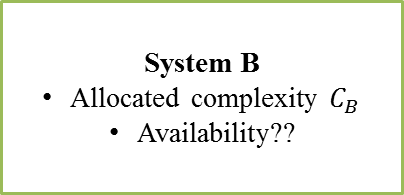 System B
• Allocated complexity C_B
• Availability??